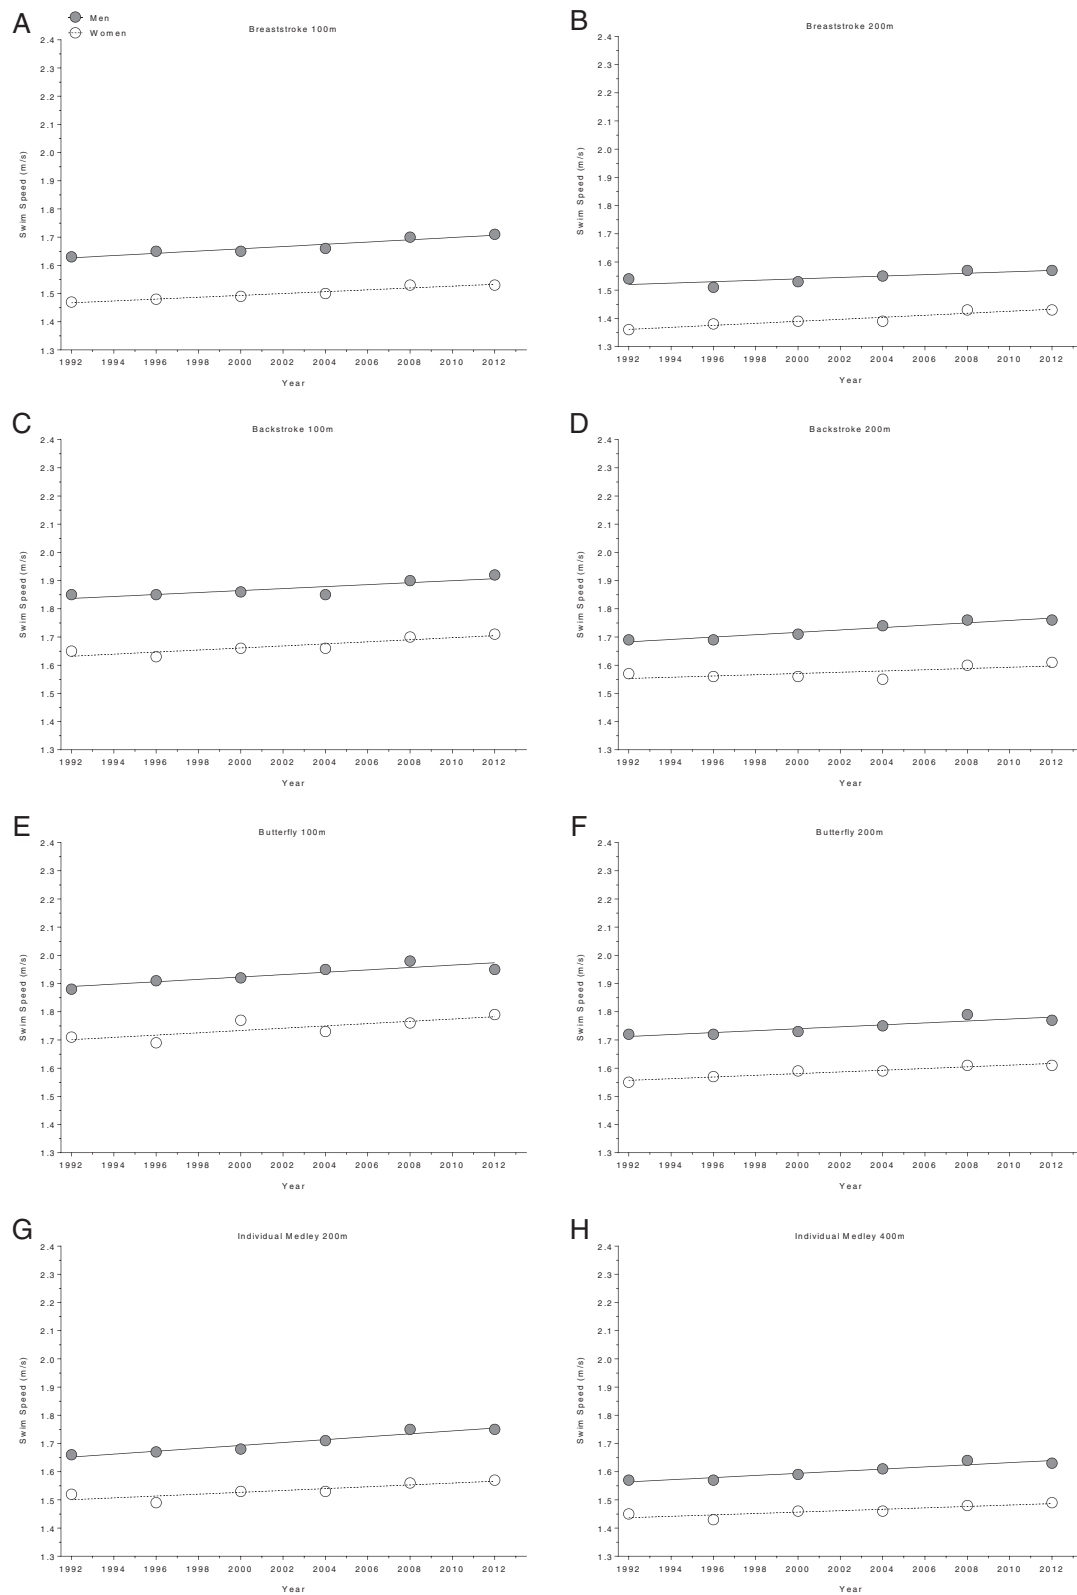 A
Men
Women
Breaststroke 100m
2.4
2.3
2.2
2.1
2.0
1.9
1.8
1.7
1.6
1.5
1.4
1.3
Swim Speed (m/s)
1992 1994 1996 1998 2000 2002 2004 2006 2008 2010 2012
Year
B
Breaststroke 200m
2.4
2.3
2.2
2.1
2.0
1.9
1.8
1.7
1.6
1.5
1.4
1.3
Swim Speed (m/s)
1992 1994 1996 1998 2000 2002 2004 2006 2008 2010 2012
Year
C
Backstroke 100m
2.4
2.3
2.2
2.1
2.0
1.9
1.8
1.7
1.6
1.5
1.4
1.3
Swim Speed (m/s)
1992 1994 1996 1998 2000 2002 2004 2006 2008 2010 2012
Year
D
Backstroke 200m
2.4
2.3
2.2
2.1
2.0
1.9
1.8
1.7
1.6
1.5
1.4
1.3
Swim Speed (m/s)
1992 1994 1996 1998 2000 2002 2004 2006 2008 2010 2012
Year
E
Butterfly 100m
2.4
2.3
2.2
2.1
2.0
1.9
1.8
1.7
1.6
1.5
1.4
1.3
Swim Speed (m/s)
1992 1994 1996 1998 2000 2002 2004 2006 2008 2010 2012
Year
F
Butterfly 200m
2.4
2.3
2.2
2.1
2.0
1.9
1.8
1.7
1.6
1.5
1.4
1.3
Swim Speed (m/s)
1992 1994 1996 1998 2000 2002 2004 2006 2008 2010 2012
Year
G
Individual Medley 200m
2.4
2.3
2.2
2.1
2.0
1.9
1.8
1.7
1.6
1.5
1.4
1.3
Swim Speed (m/s)
1992 1994 1996 1998 2000 2002 2004 2006 2008 2010 2012
Year
H
Individual Medley 400m
2.4
2.3
2.2
2.1
2.0
1.9
1.8
1.7
1.6
1.5
1.4
1.3
Swim Speed (m/s)
1992 1994 1996 1998 2000 2002 2004 2006 2008 2010 2012
Year